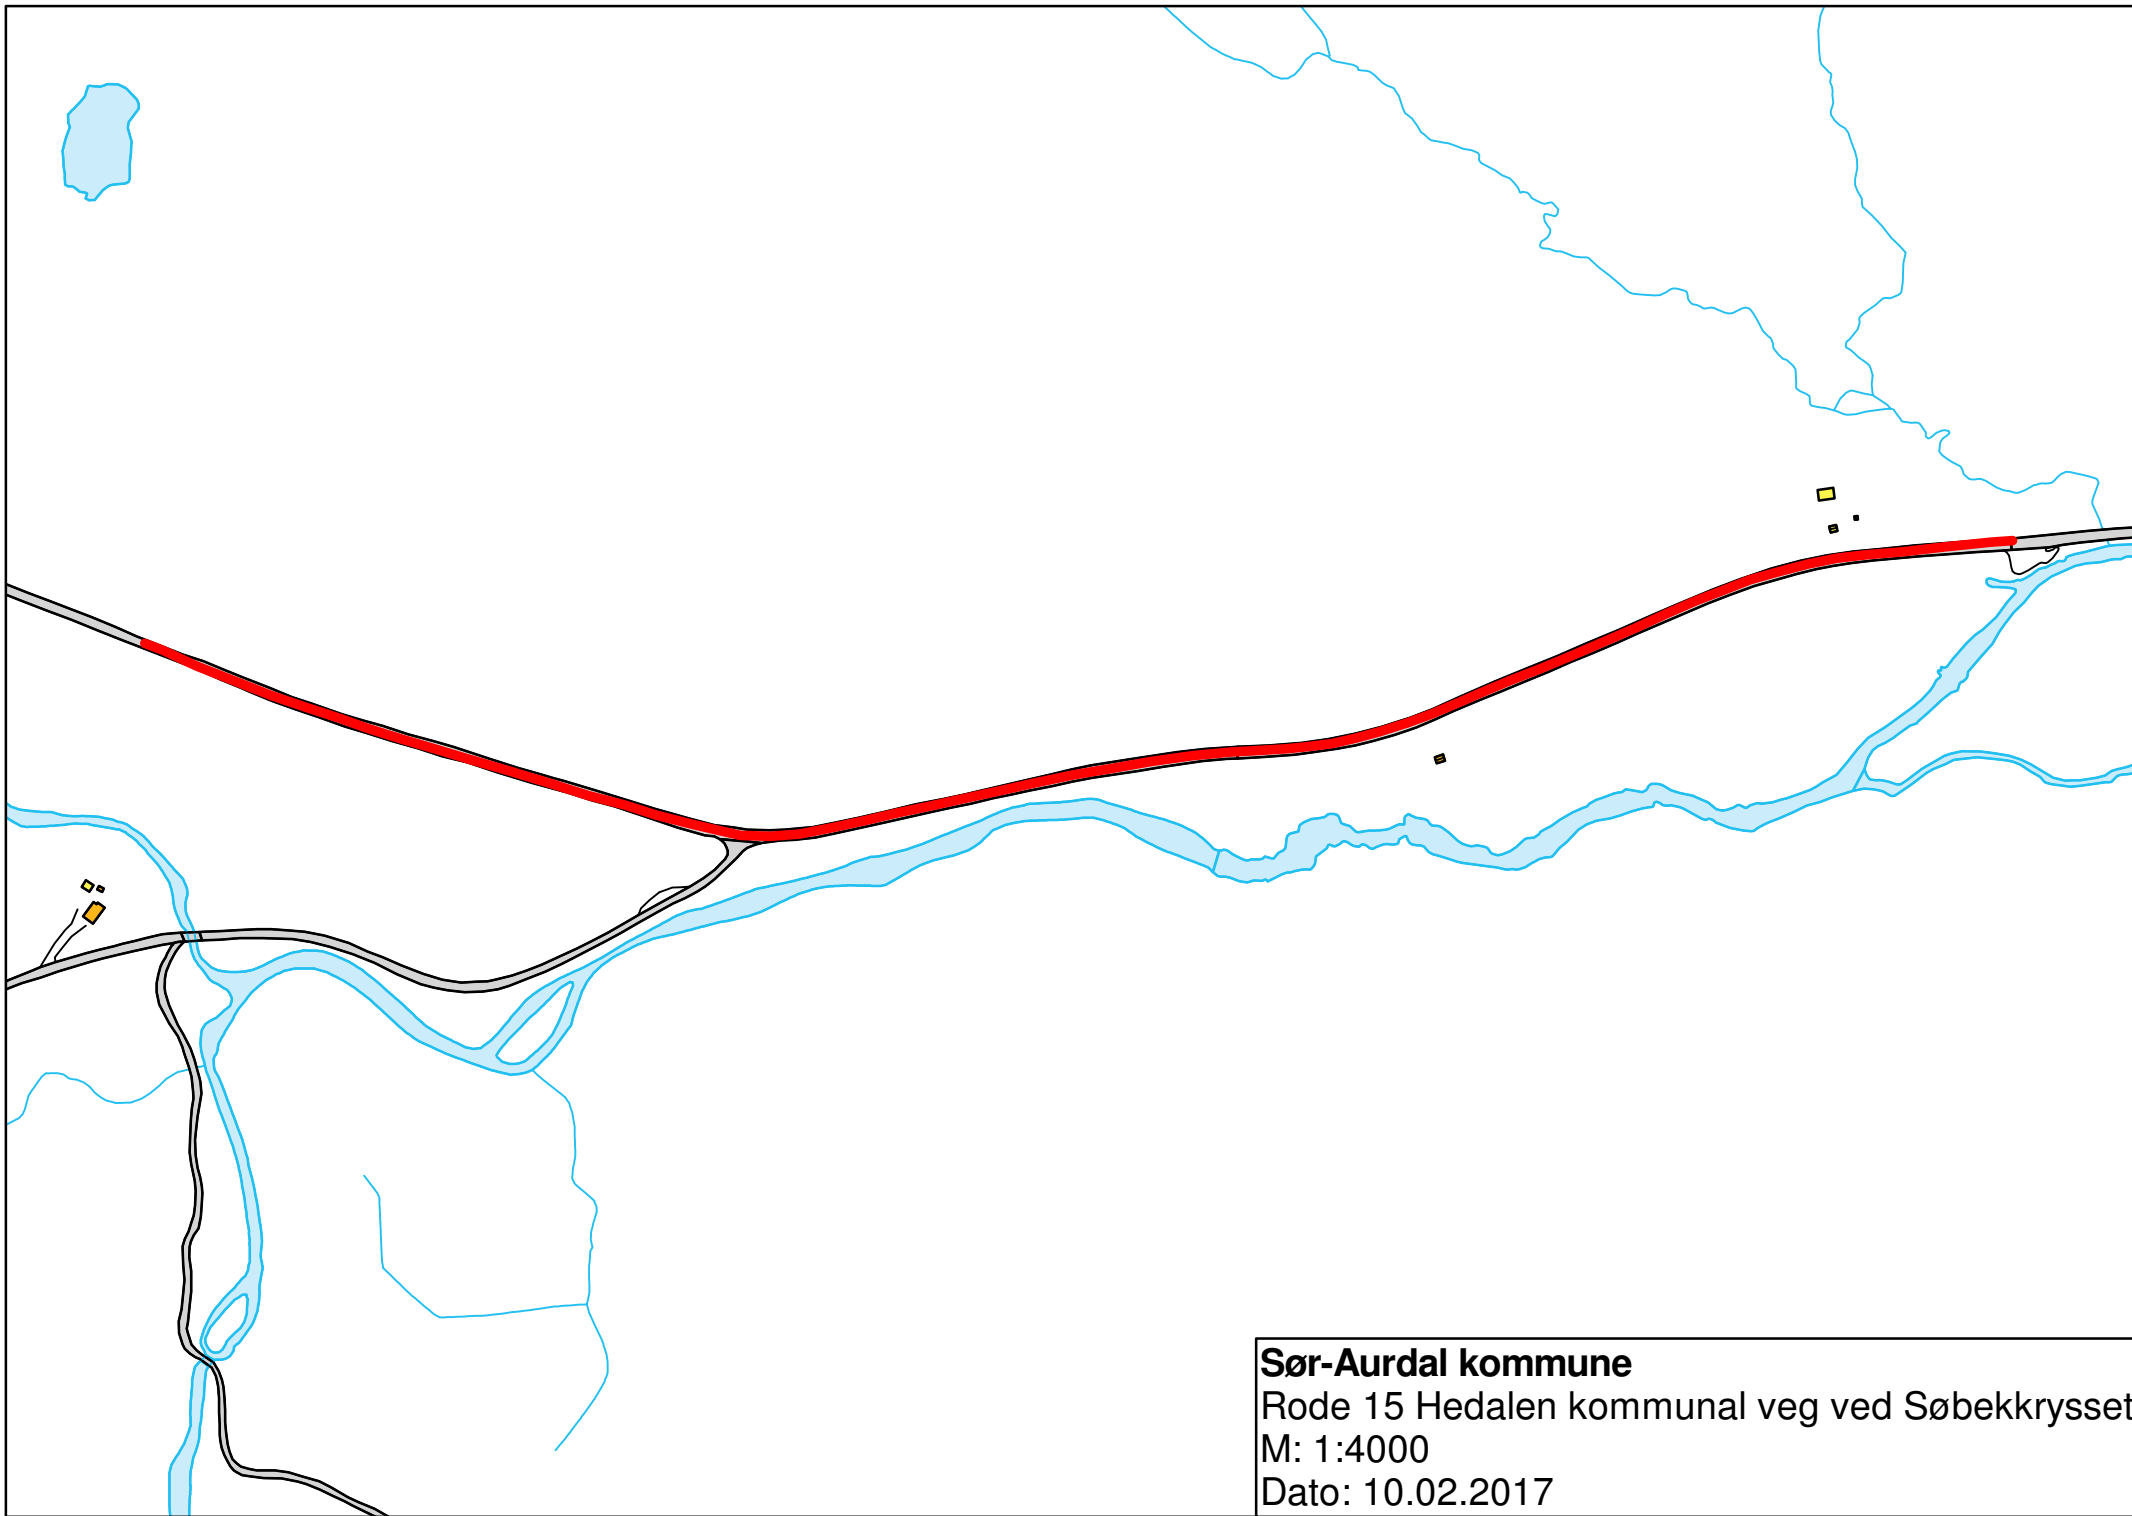 Sør-Aurdal kommune
Rode 15 Hedalen kommunal veg ved Søbekkrysset
M: 1:4000
Dato: 10.02.2017